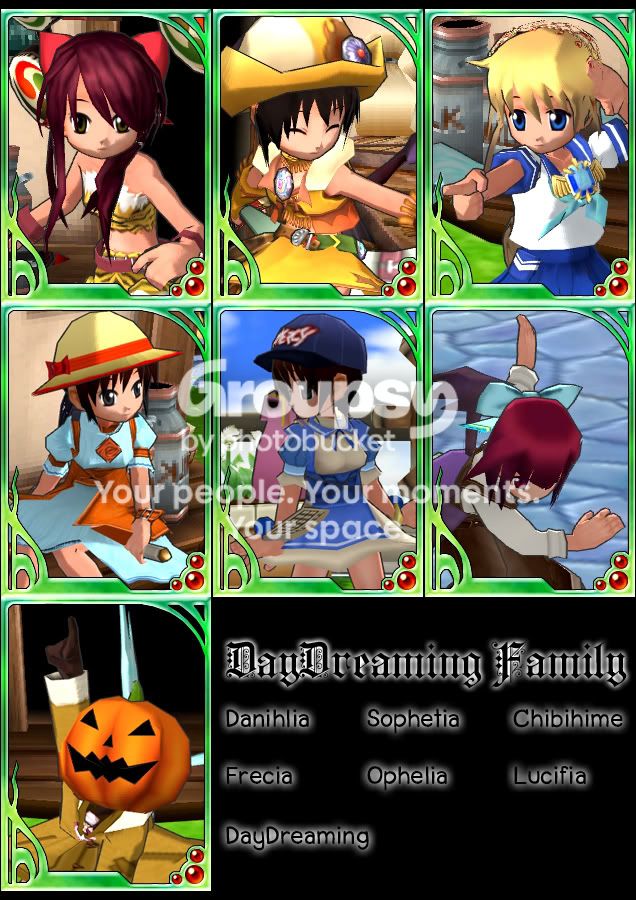 Groupsy
by photobucket
Your people. Your moments.
Your space.
DayDreaming Family
Danihlia Sophetia Chibihime
Frecia Ophelia Lucifia
DayDreaming